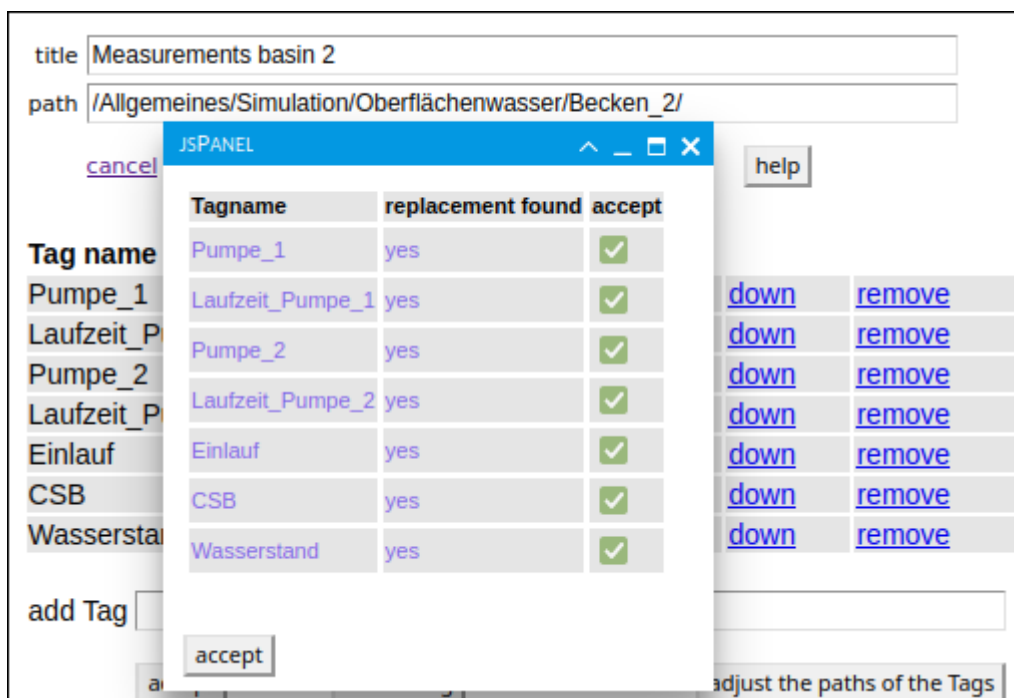 title Measurements basin 2
path /Allgemeines/Simulation/Oberflächenwasser/Becken_2/
JSPANEL
cancel help
Tagname replacement found accept
Pumpe_1 yes
Laufzeit_Pumpe_1 yes
Pumpe_2 yes
Laufzeit_Pumpe_2 yes
Einlauf yes
CSB yes
Wasserstand yes
accept
Tag name
Pumpe_1 down remove
Laufzeit_P down remove
Pumpe_2 down remove
Laufzeit_P down remove
Einlauf down remove
CSB down remove
Wassersta down remove
add Tag
adjust the paths of the Tags